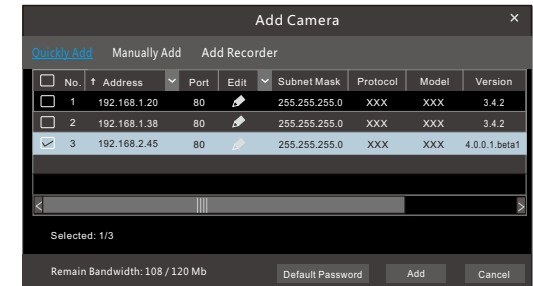 Add Camera ×
Quickly Add Manually Add Add Recorder
No. ↑ Address Port Edit Subnet Mask Protocol Model Version
1 192.168.1.20 80 255.255.255.0 XXX XXX 3.4.2
2 192.168.1.38 80 255.255.255.0 XXX XXX 3.4.2
3 192.168.2.45 80 255.255.255.0 XXX XXX 4.0.0.1.beta1
Selected: 1/3
Remain Bandwidth: 108 / 120 Mb Default Password Add Cancel